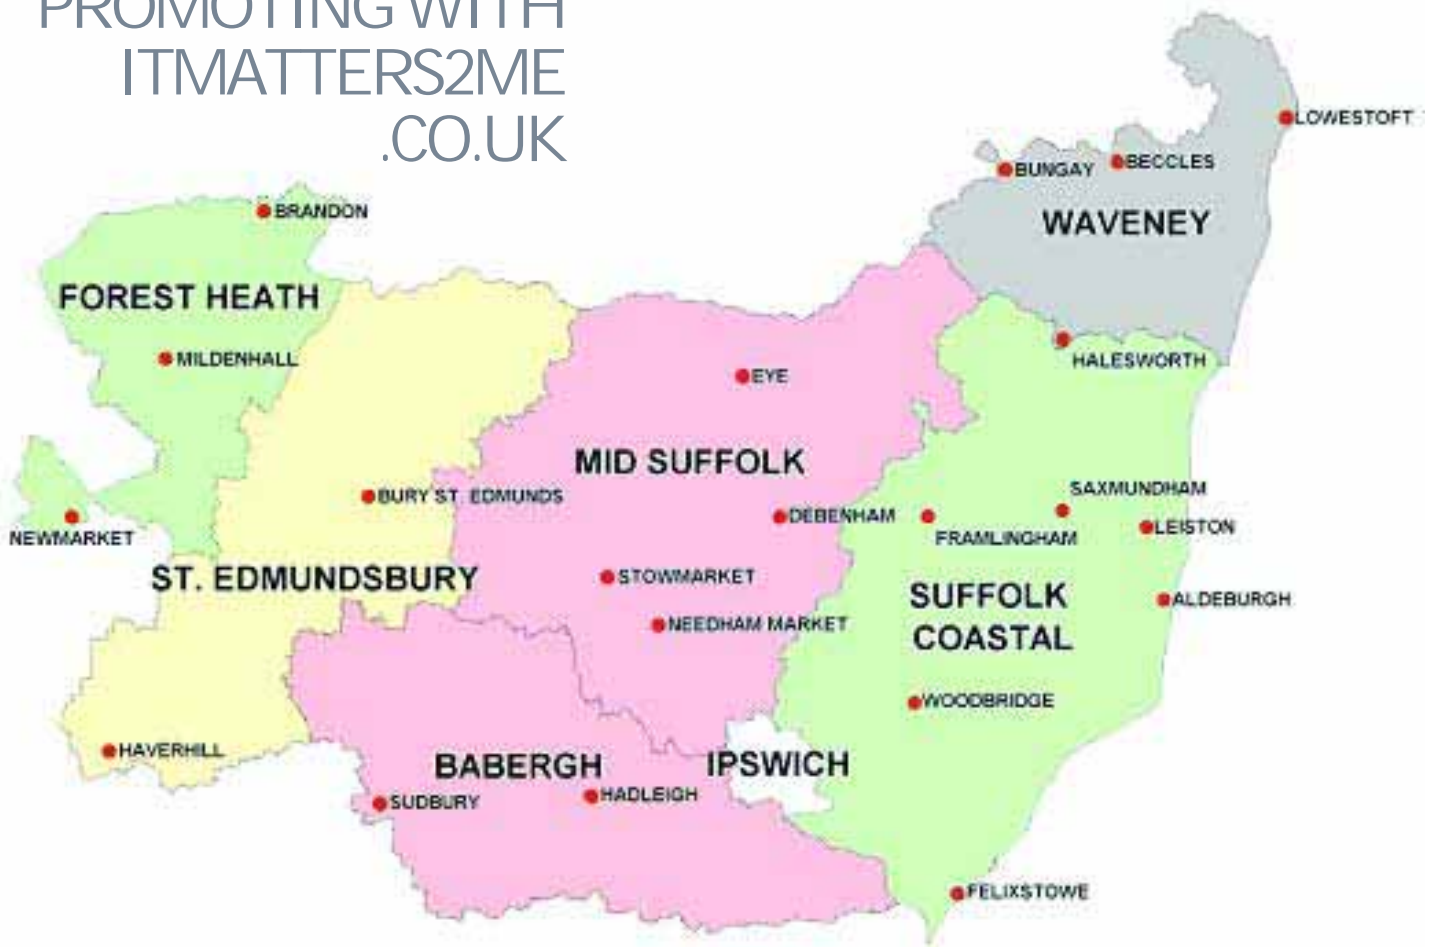 PROMOTING WITH
ITMATTERS2ME
.CO.UK
LOWESTOFT
BUNGAY
BECCLES
WAVENEY
BRANDON
FOREST HEATH
MILDENHALL
HALESWORTH
EYE
MID SUFFOLK
BURY ST. EDMUNDS
SAXMUNDHAM
DEBENHAM
LEISTON
NEWMARKET
FRAMLINGHAM
ST. EDMUNDSBURY
STOWMARKET
SUFFOLK
COASTAL
ALDEBURGH
NEEDHAM MARKET
WOODBRIDGE
HAVERHILL
BABERGH
IPSWICH
SUDBURY
HADLEIGH
FELIXSTOWE